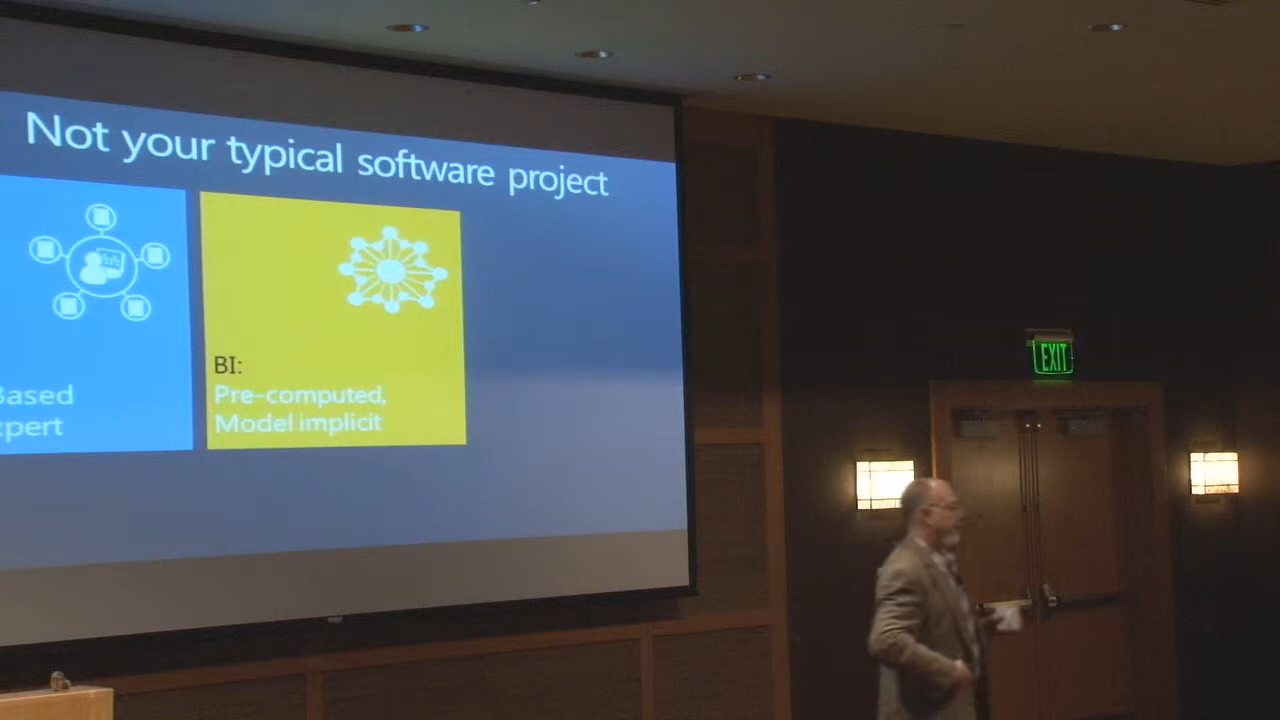 Not your typical software project
Based
xpert
BI:
Pre-computed,
Model implicit
EXIT